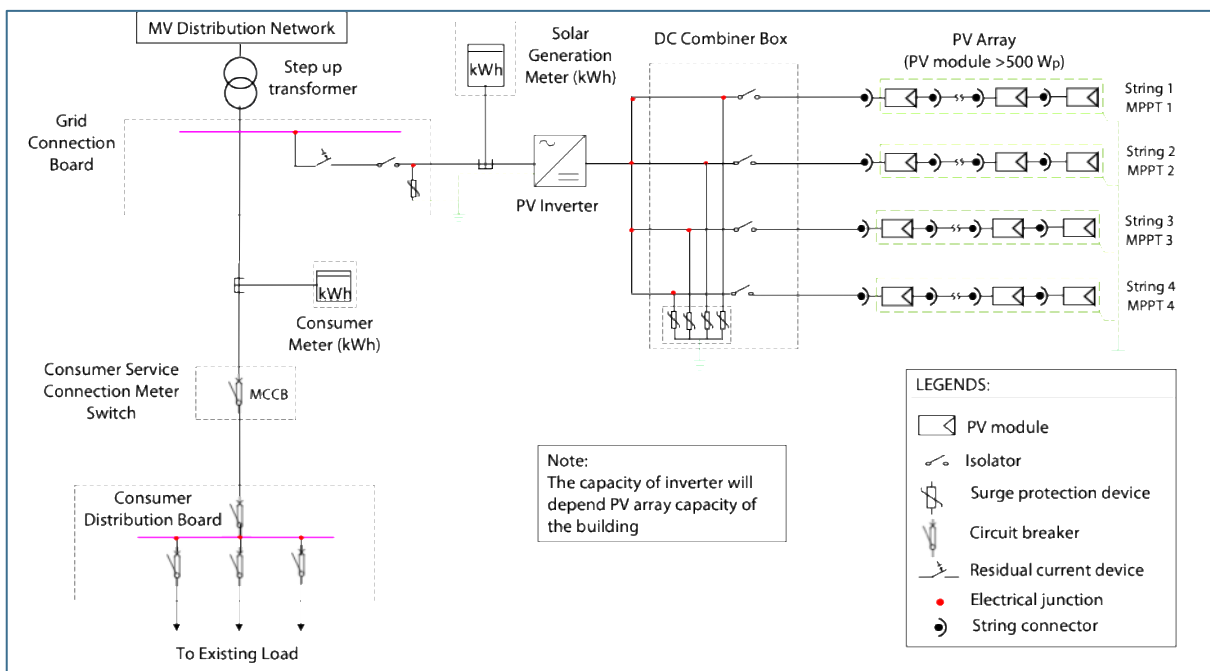 MV Distribution Network
Step up
transformer
Grid
Connection
Board
kWh
Solar
Generation
Meter (kWh)
PV Inverter
DC Combiner Box
PV Array
(PV module >500 Wp)
String 1
MPPT 1
String 2
MPPT 2
String 3
MPPT 3
String 4
MPPT 4
kWh
Consumer
Meter (kWh)
Consumer Service
Connection Meter
Switch
MCCB
Consumer
Distribution Board
To Existing Load
Note:
The capacity of inverter will
depend PV array capacity of
the building
LEGENDS:
PV module
Isolator
Surge protection device
Circuit breaker
Residual current device
Electrical junction
String connector